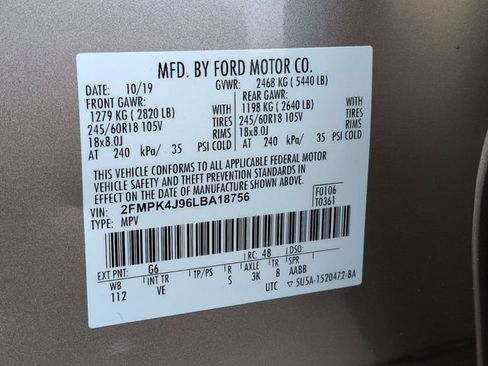 MFD. BY FORD MOTOR CO.
DATE: 10/19 GVWR: 2468 KG ( 5440 LB)
FRONT GAWR: REAR GAWR:
1279 KG ( 2820 LB) WITH 1198 KG ( 2640 LB) WITH
245/60R18 105V TIRES 245/60R18 105V TIRES
18x8.0J RIMS 18x8.0J RIMS
AT 240 kPa/ 35 PSI COLD AT 240 kPa/ 35 PSI COLD
THIS VEHICLE CONFORMS TO ALL APPLICABLE FEDERAL MOTOR
VEHICLE SAFETY AND THEFT PREVENTION STANDARDS IN EFFECT
ON THE DATE OF MANUFACTURE SHOWN ABOVE.
VIN: 2FMPK4J96LBA18756 F0106
TYPE: MPV T0361
EXT PNT: G6 RC: 48 DSO:
WB INT TR TP/PS R AXLE TR SPR
112 VE S 3K 8 AABB
UTC ▽5U5A-1520472-BA